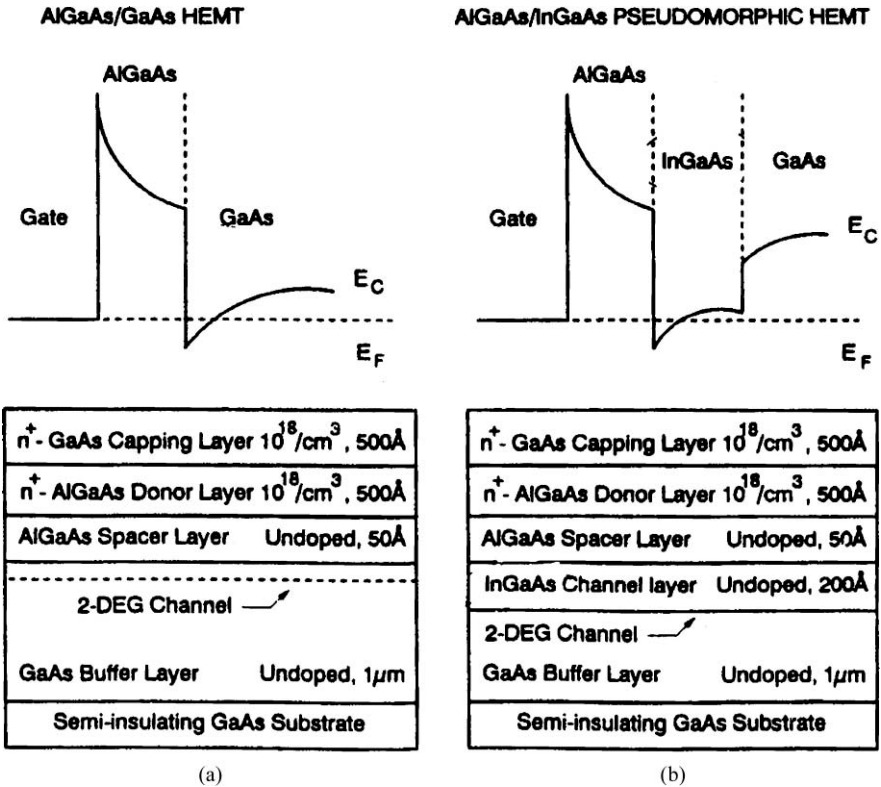 AlGaAs/GaAs HEMT
AlGaAs
Gate
GaAs
E_C
E_F
n⁺- GaAs Capping Layer 10¹⁸/cm³, 500Å
n⁺- AlGaAs Donor Layer 10¹⁸/cm³, 500Å
AlGaAs Spacer Layer Undoped, 50Å
2-DEG Channel
GaAs Buffer Layer Undoped, 1μm
Semi-insulating GaAs Substrate
(a)
AlGaAs/InGaAs PSEUDOMORPHIC HEMT
AlGaAs
InGaAs
GaAs
Gate
E_C
E_F
n⁺- GaAs Capping Layer 10¹⁸/cm³, 500Å
n⁺- AlGaAs Donor Layer 10¹⁸/cm³, 500Å
AlGaAs Spacer Layer Undoped, 50Å
InGaAs Channel layer Undoped, 200Å
2-DEG Channel
GaAs Buffer Layer Undoped, 1μm
Semi-insulating GaAs Substrate
(b)